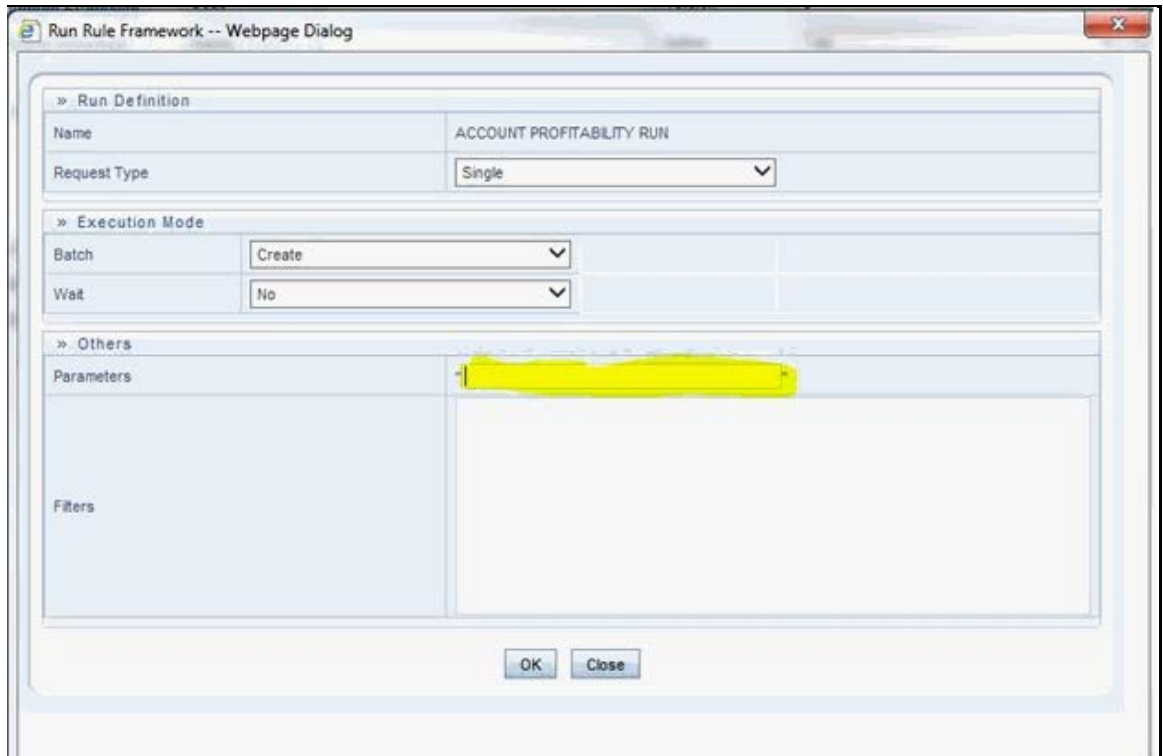 Run Rule Framework -- Webpage Dialog
» Run Definition
Name ACCOUNT PROFITABILITY RUN
Request Type Single
» Execution Mode
Batch Create
Wait No
» Others
Parameters " "
Filters
OK Close